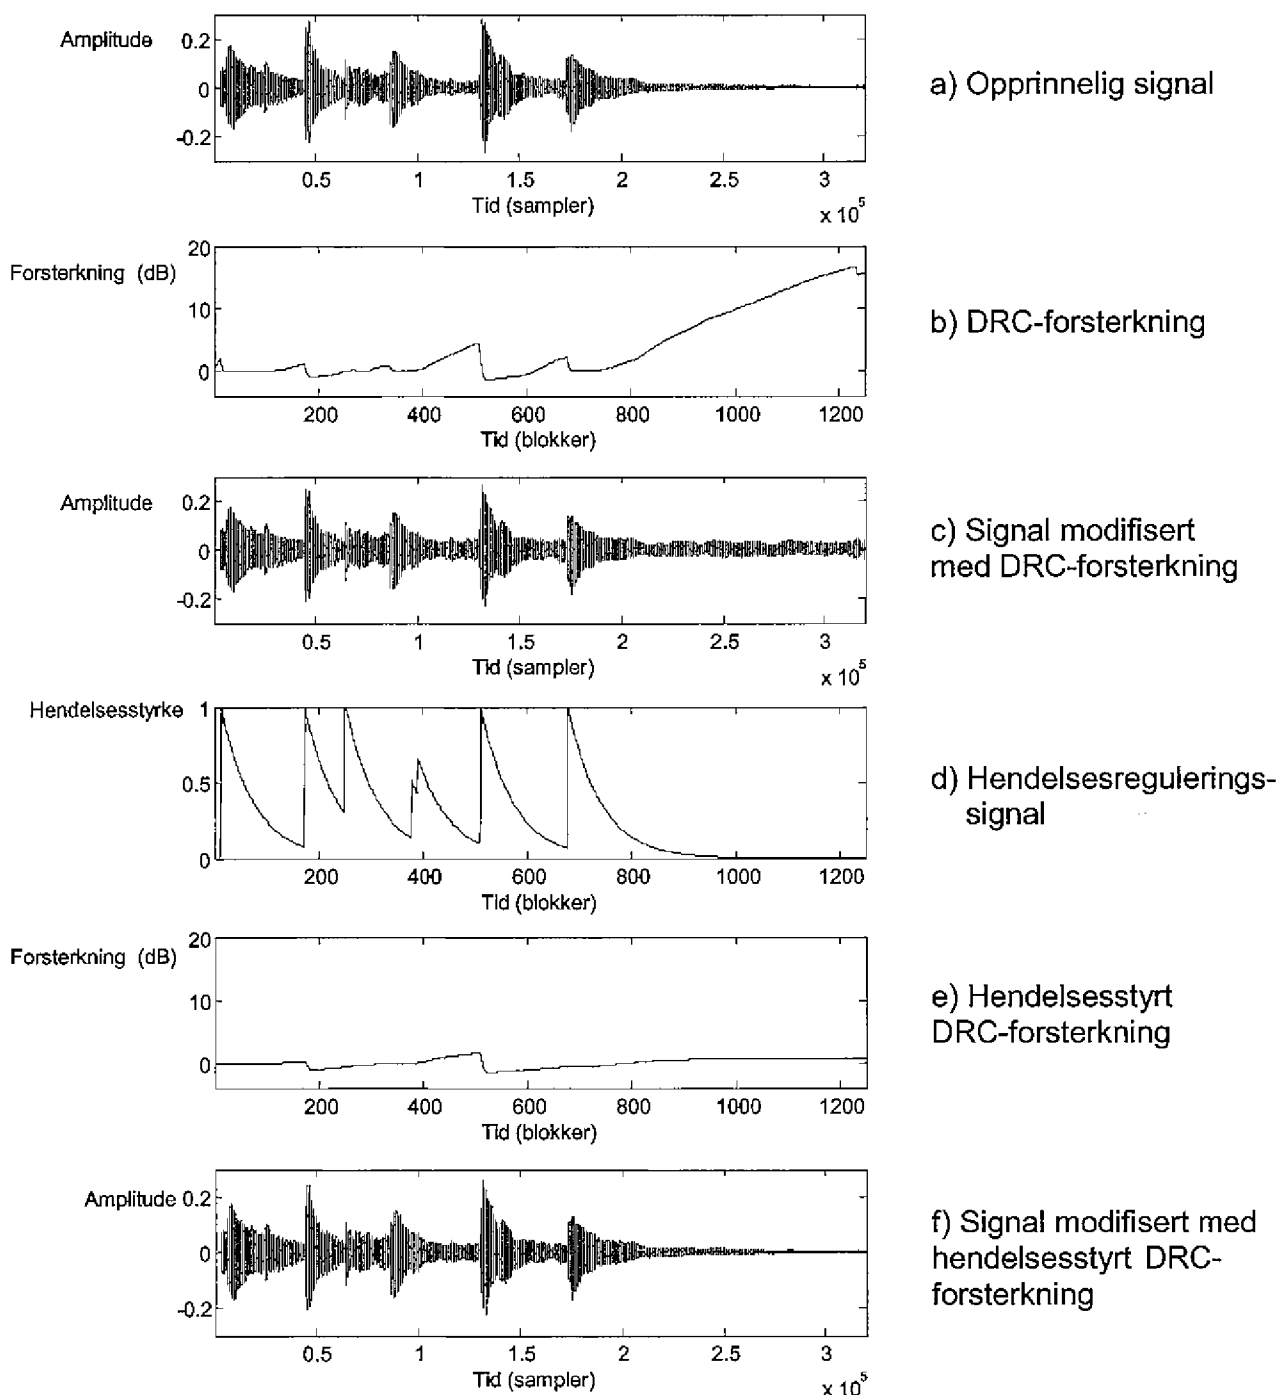 Amplitude
0.2
0
-0.2
0.5 1 1.5 2 2.5 3
Tid (sampler)
x 10^5
a) Opprinnelig signal
Forsterkning (dB)
20
10
0
200 400 600 800 1000 1200
Tid (blokker)
b) DRC-forsterkning
Amplitude
0.2
0
-0.2
0.5 1 1.5 2 2.5 3
Tid (sampler)
x 10^5
c) Signal modifisert
med DRC-forsterkning
Hendelsesstyrke
1
0.5
0
200 400 600 800 1000 1200
Tid (blokker)
d) Hendelsesregulerings-
signal
Forsterkning (dB)
20
10
0
200 400 600 800 1000 1200
Tid (blokker)
e) Hendelsesstyrt
DRC-forsterkning
Amplitude
0.2
0
-0.2
0.5 1 1.5 2 2.5 3
Tid (sampler)
x 10^5
f) Signal modifisert med
hendelsesstyrt DRC-
forsterkning